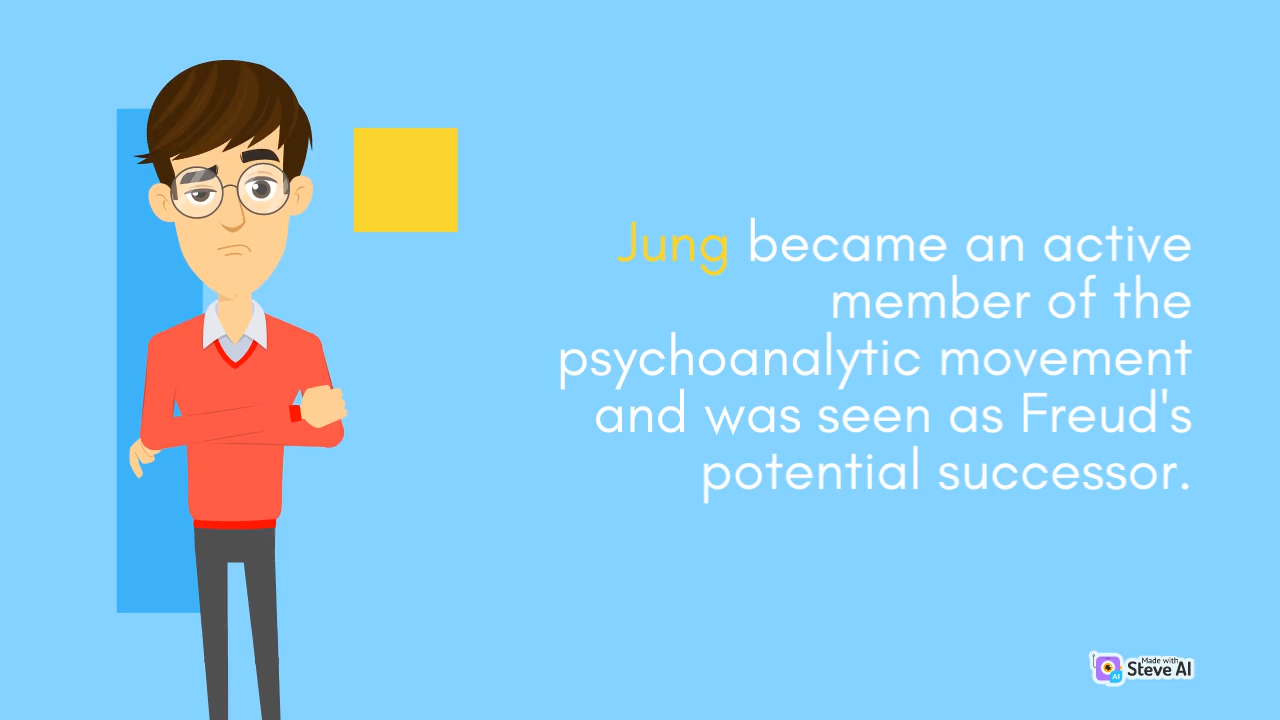 Jung became an active
member of the
psychoanalytic movement
and was seen as Freud's
potential successor.
Made with
Steve AI
AI